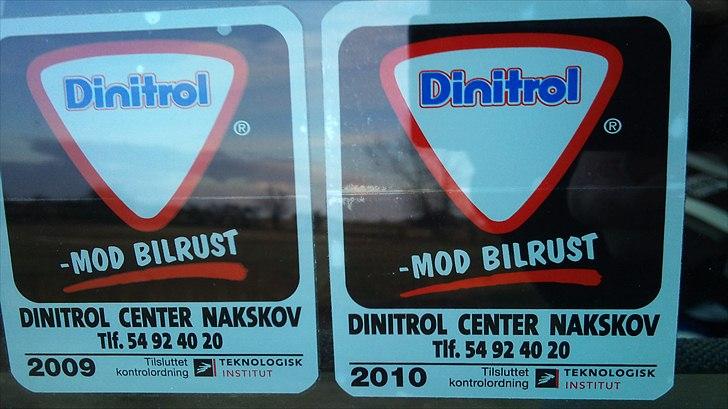 Dinitrol
®
-MOD BILRUST
DINITROL CENTER NAKSKOV
Tlf. 54 92 40 20
2009
Tilsluttet
kontrolordning
TEKNOLOGISK
INSTITUT
Dinitrol
®
-MOD BILRUST
DINITROL CENTER NAKSKOV
Tlf. 54 92 40 20
2010
Tilsluttet
kontrolordning
TEKNOLOGISK
INSTITUT